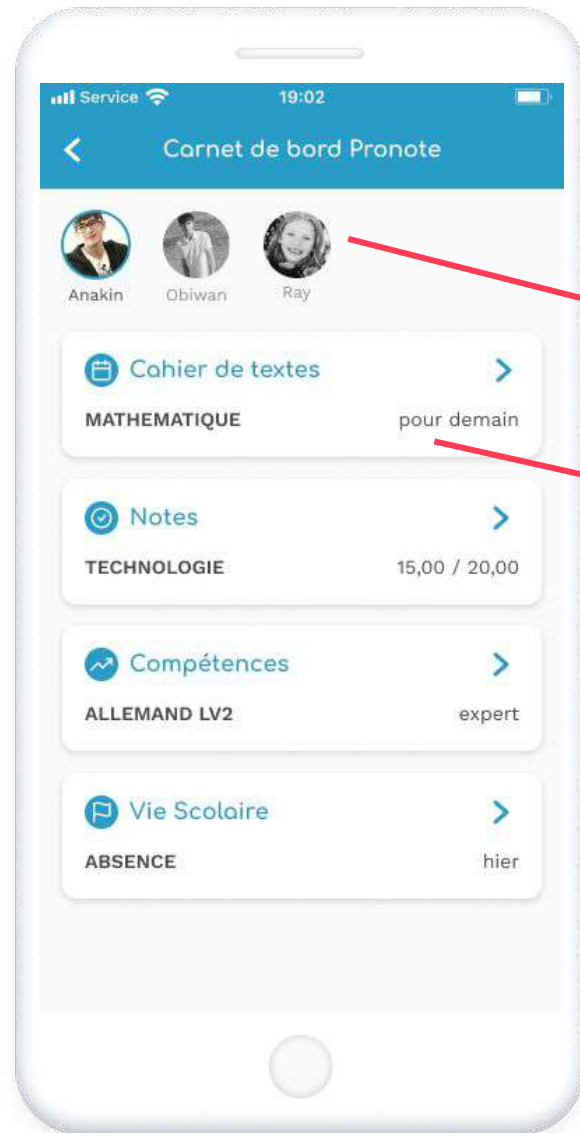 Service 19:02
Carnet de bord Pronote
Anakin Obiwan Ray
Cahier de textes
MATHEMATIQUE pour demain
Notes
TECHNOLOGIE 15,00 / 20,00
Compétences
ALLEMAND LV2 expert
Vie Scolaire
ABSENCE hier